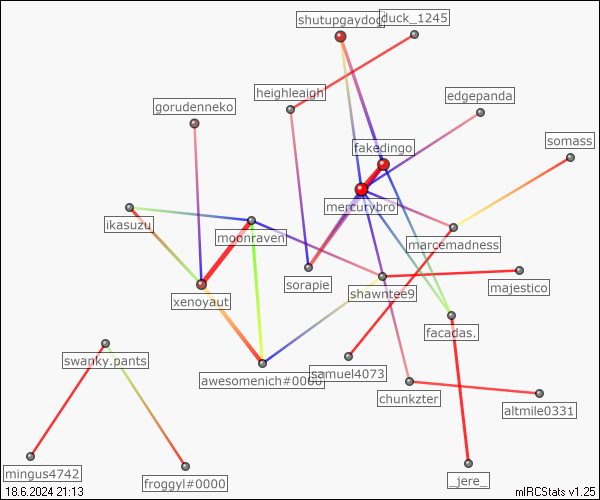 shutupgaydog
duck_1245
heighleaigh
edgepanda
gorudenneko
somass
fakedingo
mercurybro
ikasuzu
moonraven
marcemadness
sorapie
shawntee9
majestico
xenoyaut
facadas.
swanky.pants
awesomenich#0000
samuel4073
chunkzter
altmile0331
mingus4742
froggyl#0000
_jere_
18.6.2024 21:13
mIRCStats v1.25